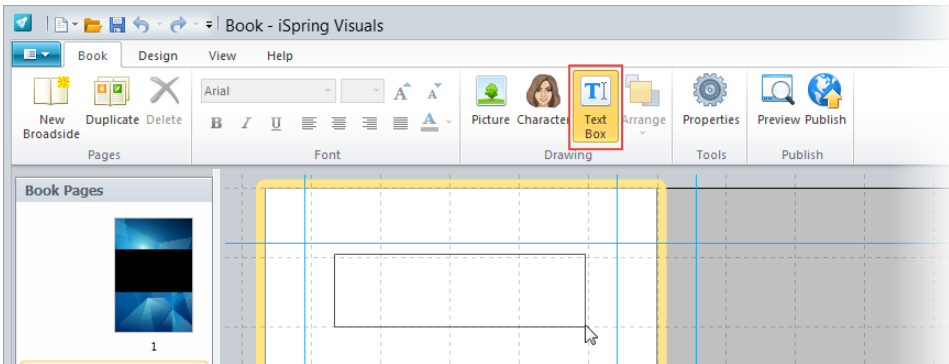 Book - iSpring Visuals
Book Design View Help
Arial
A A
New Broadside
Duplicate
Delete
B I U A
Picture
Character
TI
Text Box
Arrange
Properties
Preview
Publish
Pages Font Drawing Tools Publish
Book Pages
1